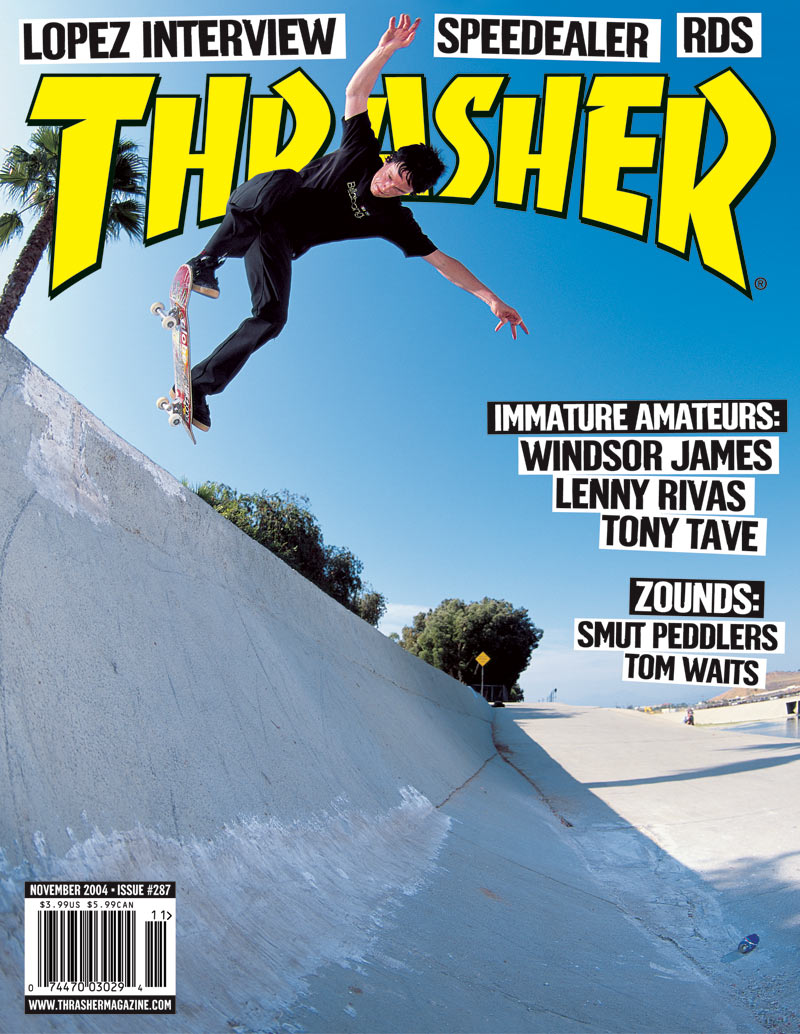 LOPEZ INTERVIEW
SPEEDEALER
RDS
THRASHER®
IMMATURE AMATEURS:
WINDSOR JAMES
LENNY RIVAS
TONY TAVE
ZOUNDS:
SMUT PEDDLERS
TOM WAITS
NOVEMBER 2004 • ISSUE #287
$3.99US $5.99CAN
11>
0 74470 03029 4
WWW.THRASHERMAGAZINE.COM